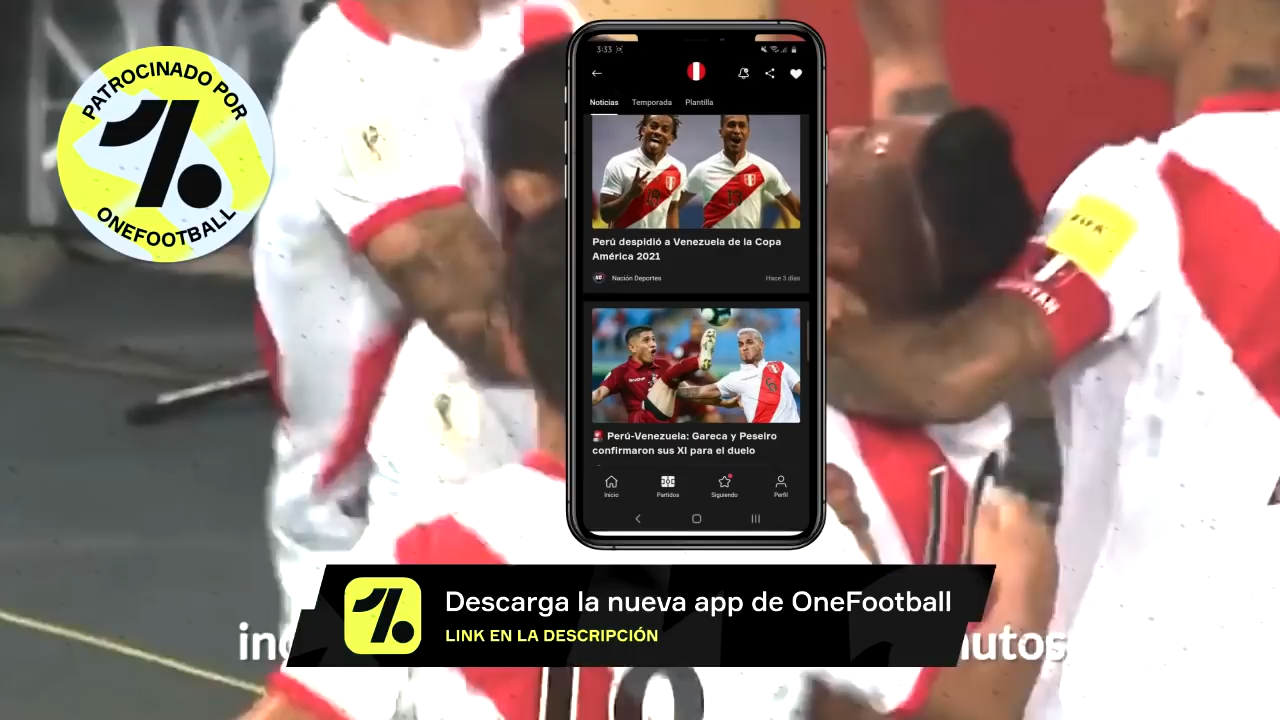 PATROCINADO POR
ONEFOOTBALL
3:33
Noticias Temporada Plantilla
Perú despidió a Venezuela de la Copa
América 2021
Nación Deportes Hace 3 días
Perú-Venezuela: Gareca y Peseiro
confirmaron sus XI para el duelo
Inicio Partidos Siguiendo Perfil
FIFA
Descarga la nueva app de OneFootball
LINK EN LA DESCRIPCIÓN